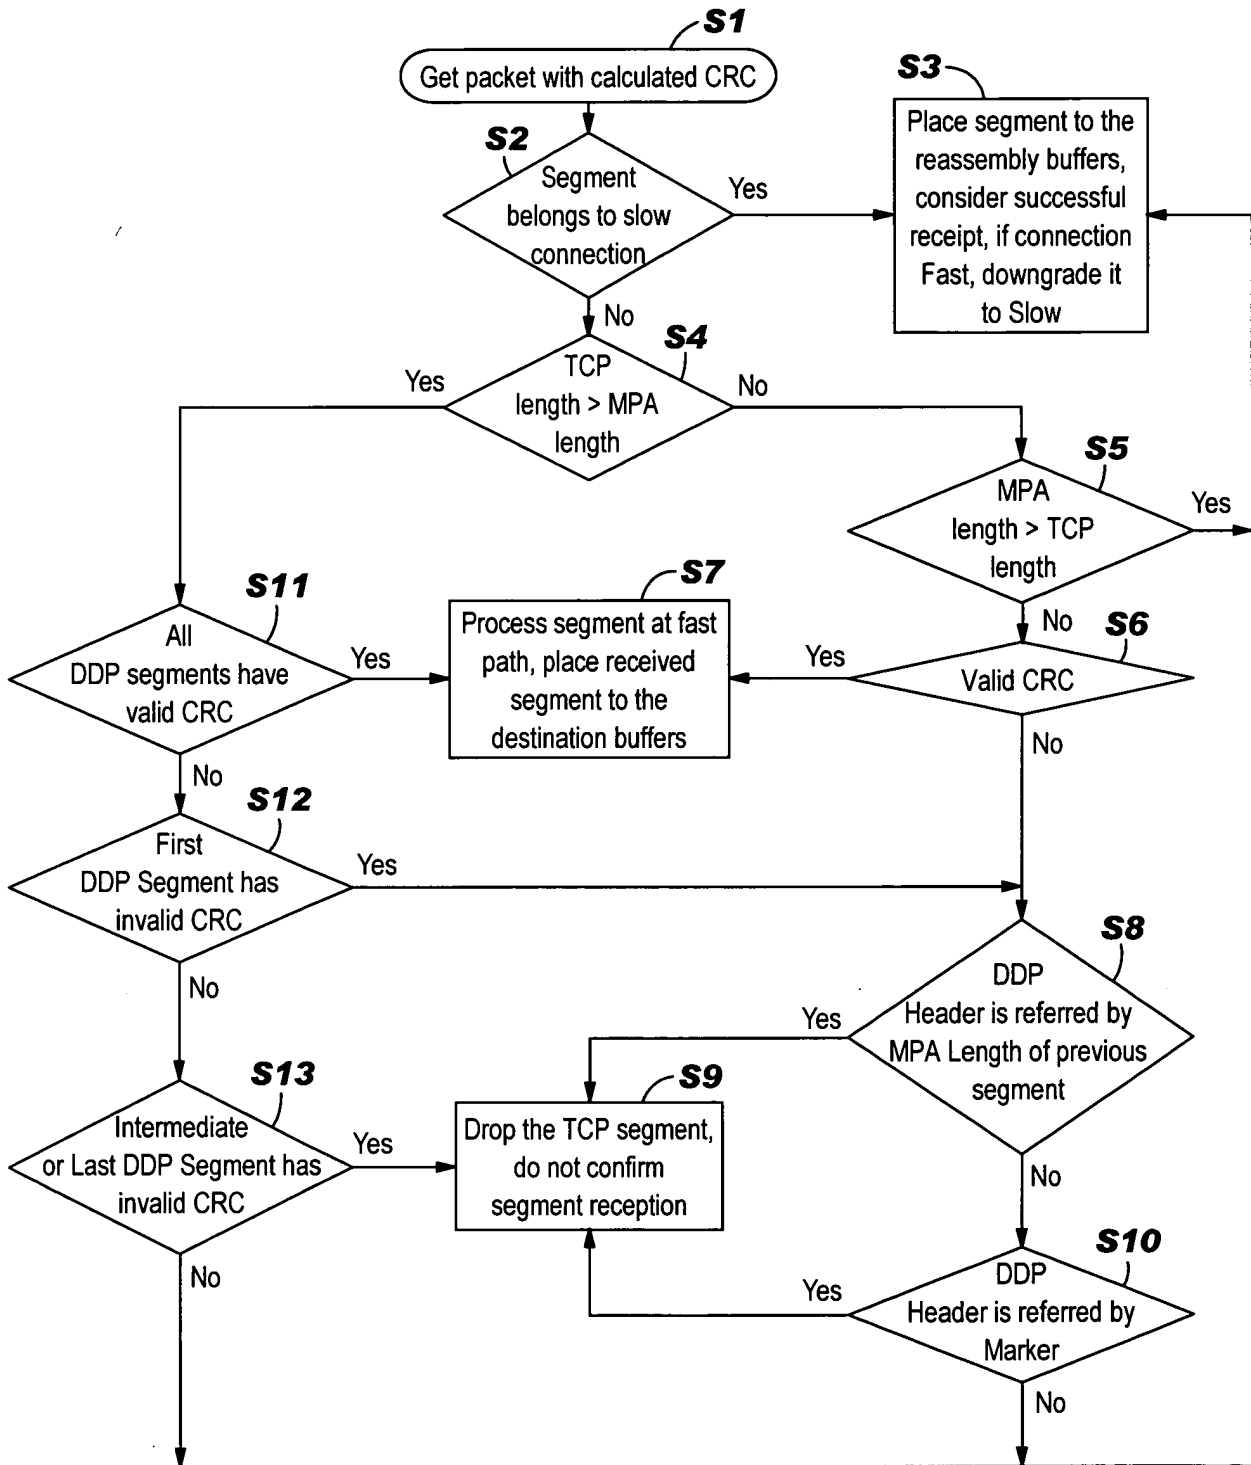 S1
Get packet with calculated CRC
S2
Segment
belongs to slow
connection
Yes
No
S3
Place segment to the
reassembly buffers,
consider successful
receipt, if connection
Fast, downgrade it
to Slow
S4
TCP
length > MPA
length
Yes
No
S5
MPA
length > TCP
length
Yes
No
S6
Valid CRC
Yes
No
S7
Process segment at fast
path, place received
segment to the
destination buffers
S11
All
DDP segments have
valid CRC
Yes
No
S12
First
DDP Segment has
invalid CRC
Yes
No
S8
DDP
Header is referred by
MPA Length of previous
segment
Yes
No
S13
Intermediate
or Last DDP Segment has
invalid CRC
Yes
No
S9
Drop the TCP segment,
do not confirm
segment reception
S10
DDP
Header is referred by
Marker
Yes
No